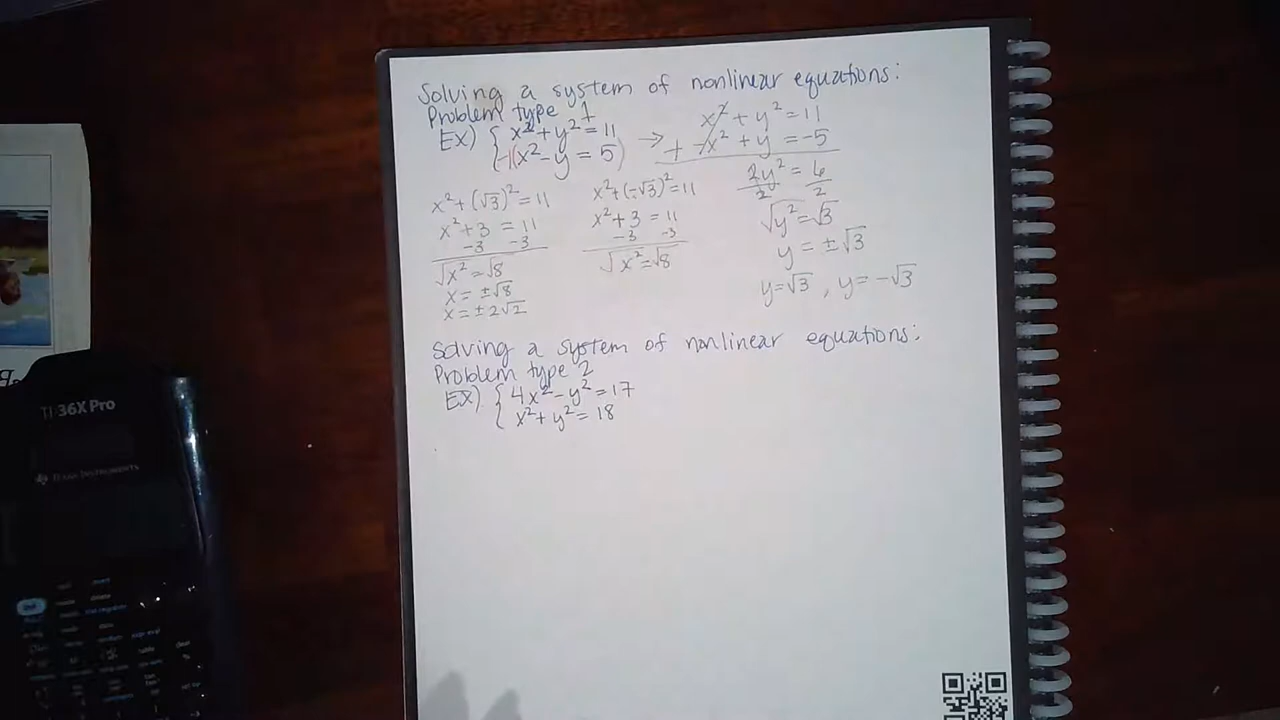 Solving a system of nonlinear equations:
Problem type 1
Ex) { x² + y² = 11
-1(x² - y = 5)
→ x² + y² = 11
+ -x² + y = -5
2y² = 6
2 2
√y² = √3
y = ±√3
y = √3 , y = -√3
x² + (√3)² = 11
x² + 3 = 11
-3 -3
√x² = √8
x = ±√8
x = ±2√2
x² + (-√3)² = 11
x² + 3 = 11
-3 -3
√x² = √8
Solving a system of nonlinear equations:
Problem type 2
EX) { 4x² - y² = 17
x² + y² = 18
TI-36X Pro
TEXAS INSTRUMENTS